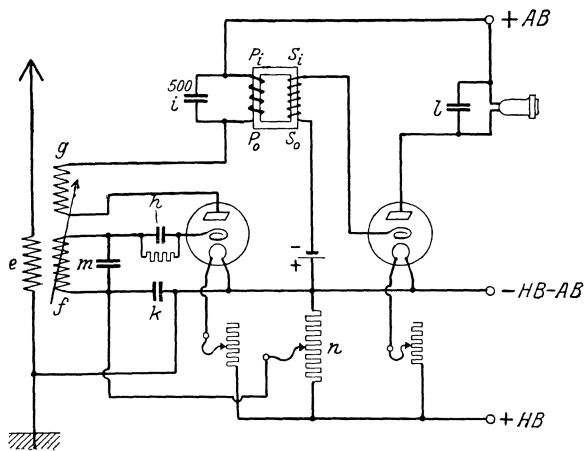 + AB
500
i
Pi
Si
Po
So
l
g
h
e
m
f
k
- HB-AB
n
+ HB
-
+